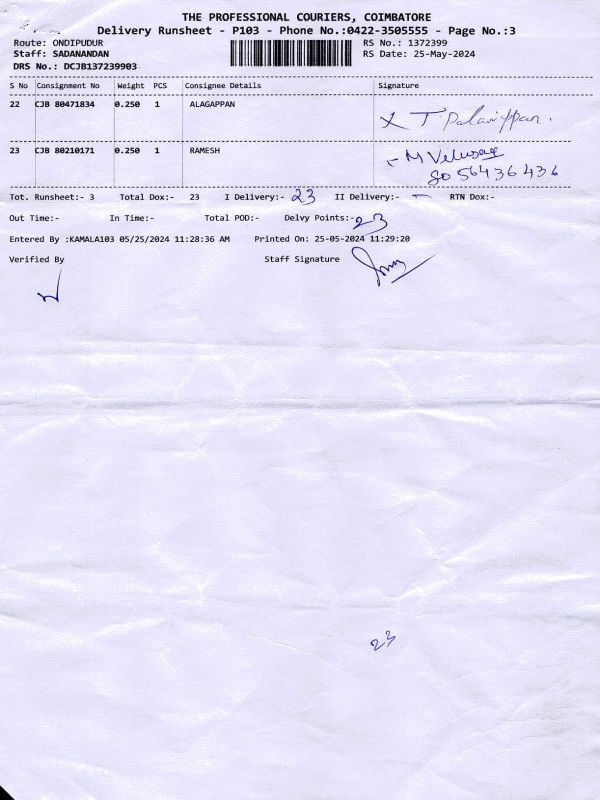 THE PROFESSIONAL COURIERS, COIMBATORE
Delivery Runsheet - P103 - Phone No.:0422-3505555 - Page No.:3
Route: ONDIPUDUR RS No.: 1372399
Staff: SADANANDAN RS Date: 25-May-2024
DRS No.: DCJB137239903
S No Consignment No Weight PCS Consignee Details Signature
22 CJB 80471834 0.250 1 ALAGAPPAN
23 CJB 80210171 0.250 1 RAMESH
8056436436
Tot. Runsheet:- 3 Total Dox:- 23 I Delivery:- 23 II Delivery:- - RTN Dox:-
Out Time:- In Time:- Total POD:- Delvy Points:- 23
Entered By :KAMALA103 05/25/2024 11:28:36 AM Printed On: 25-05-2024 11:29:20
Verified By Staff Signature
23